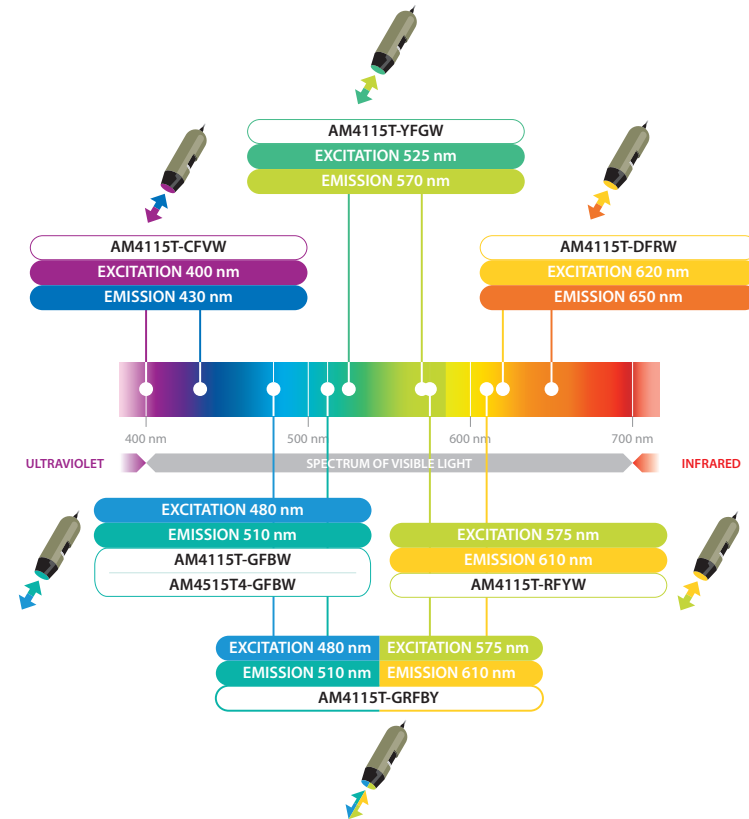 AM4115T-YFGW
EXCITATION 525 nm
EMISSION 570 nm
AM4115T-CFVW
EXCITATION 400 nm
EMISSION 430 nm
AM4115T-DFRW
EXCITATION 620 nm
EMISSION 650 nm
400 nm
500 nm
600 nm
700 nm
ULTRAVIOLET
SPECTRUM OF VISIBLE LIGHT
INFRARED
EXCITATION 480 nm
EMISSION 510 nm
AM4115T-GFBW
AM4515T4-GFBW
EXCITATION 575 nm
EMISSION 610 nm
AM4115T-RFYW
EXCITATION 480 nm EXCITATION 575 nm
EMISSION 510 nm EMISSION 610 nm
AM4115T-GRFBY